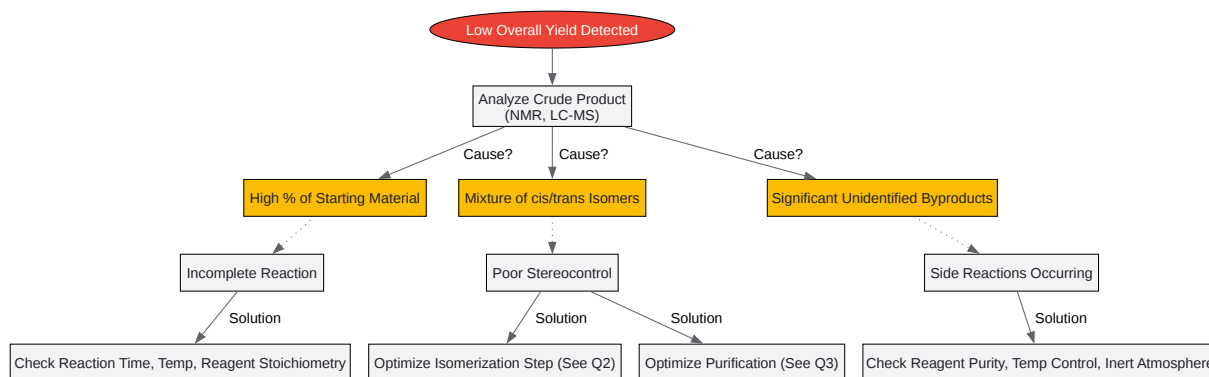 Low Overall Yield Detected
Analyze Crude Product
(NMR, LC-MS)
Cause?
Cause?
Cause?
High % of Starting Material
Mixture of cis/trans Isomers
Significant Unidentified Byproducts
Incomplete Reaction
Poor Stereocontrol
Side Reactions Occurring
Solution
Solution
Solution
Solution
Check Reaction Time, Temp, Reagent Stoichiometry
Optimize Isomerization Step (See Q2)
Optimize Purification (See Q3)
Check Reagent Purity, Temp Control, Inert Atmosphere